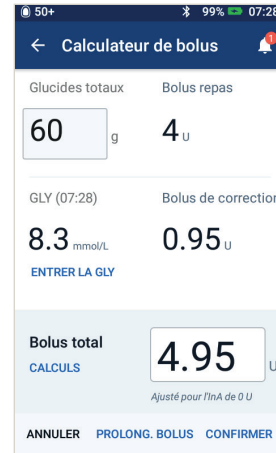 50+ 99% 07:28
Calculateur de bolus 1
Glucides totaux Bolus repas
60 g 4 U
GLY (07:28) Bolus de correction
8.3 mmol/L 0.95 U
ENTRER LA GLY
Bolus total
CALCULS
4.95 U
Ajusté pour l'InA de 0 U
ANNULER PROLONG. BOLUS CONFIRMER